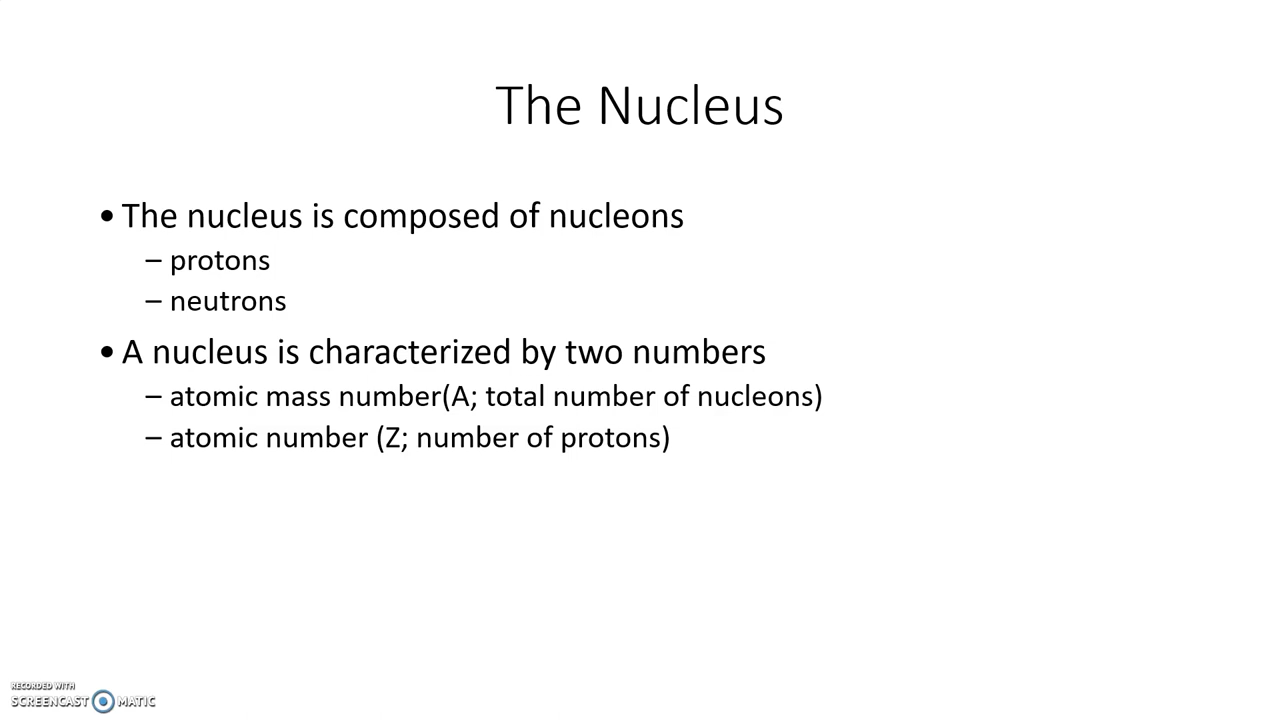 The Nucleus
• The nucleus is composed of nucleons
– protons
– neutrons
• A nucleus is characterized by two numbers
– atomic mass number(A; total number of nucleons)
– atomic number (Z; number of protons)
RECORDED WITH
SCREENCAST MATIC